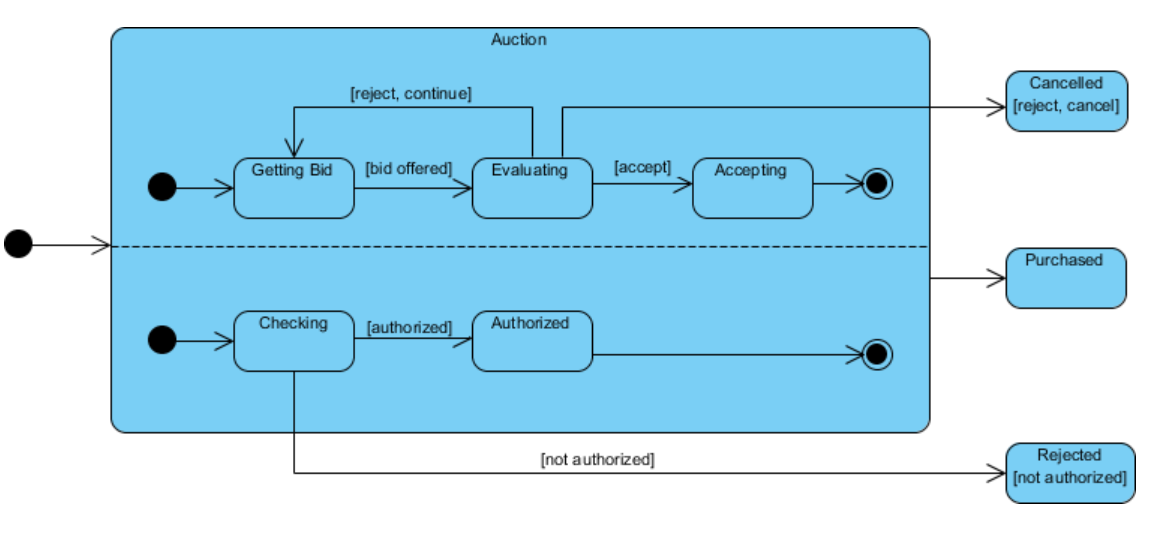 Auction
[reject, continue]
Cancelled
[reject, cancel]
Getting Bid
[bid offered]
Evaluating
[accept]
Accepting
Purchased
Checking
[authorized]
Authorized
[not authorized]
Rejected
[not authorized]